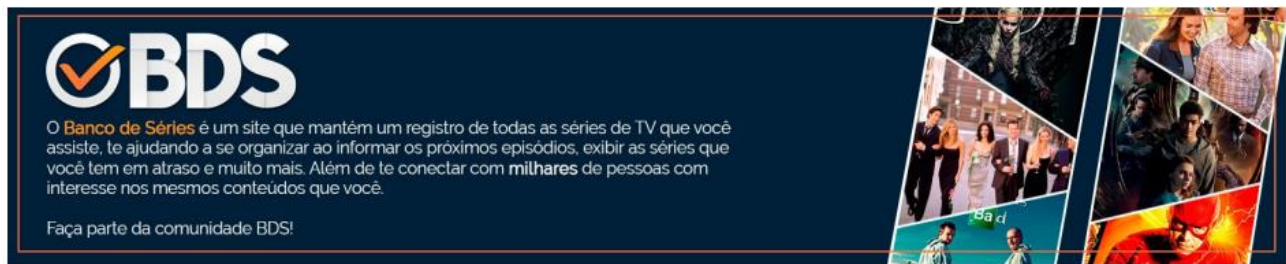 BDS
O Banco de Séries é um site que mantém um registro de todas as séries de TV que você
assiste, te ajudando a se organizar ao informar os próximos episódios, exibir as séries que
você tem em atraso e muito mais. Além de te conectar com milhares de pessoas com
interesse nos mesmos conteúdos que você.
Faça parte da comunidade BDS!
Ba